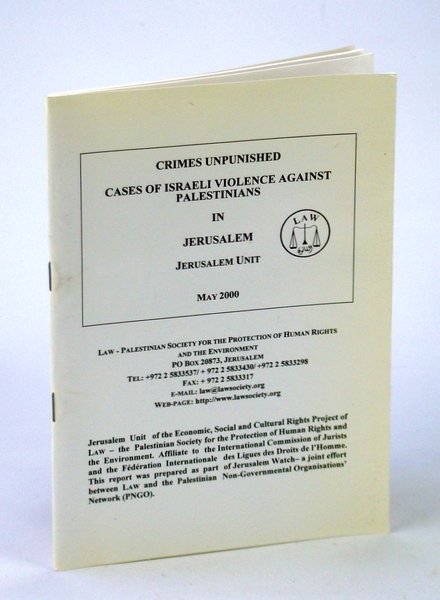 CRIMES UNPUNISHED
CASES OF ISRAELI VIOLENCE AGAINST
PALESTINIANS
IN
JERUSALEM
JERUSALEM UNIT
MAY 2000
LAW
القانون
LAW - PALESTINIAN SOCIETY FOR THE PROTECTION OF HUMAN RIGHTS
AND THE ENVIRONMENT
PO BOX 20873, JERUSALEM
TEL: +972 2 5833537/ + 972 2 5833430/ +972 2 5833298
FAX: + 972 2 5833317
E-MAIL: law@lawsociety.org
WEB-PAGE: http://www.lawsociety.org
Jerusalem Unit of the Economic, Social and Cultural Rights Project of
LAW – the Palestinian Society for the Protection of Human Rights and
the Environment. Affiliate to the International Commission of Jurists
and the Fédération Internationale des Ligues des Droits de l'Homme.
This report was prepared as part of Jerusalem Watch– a joint effort
between LAW and the Palestinian Non-Governmental Organisations'
Network (PNGO).